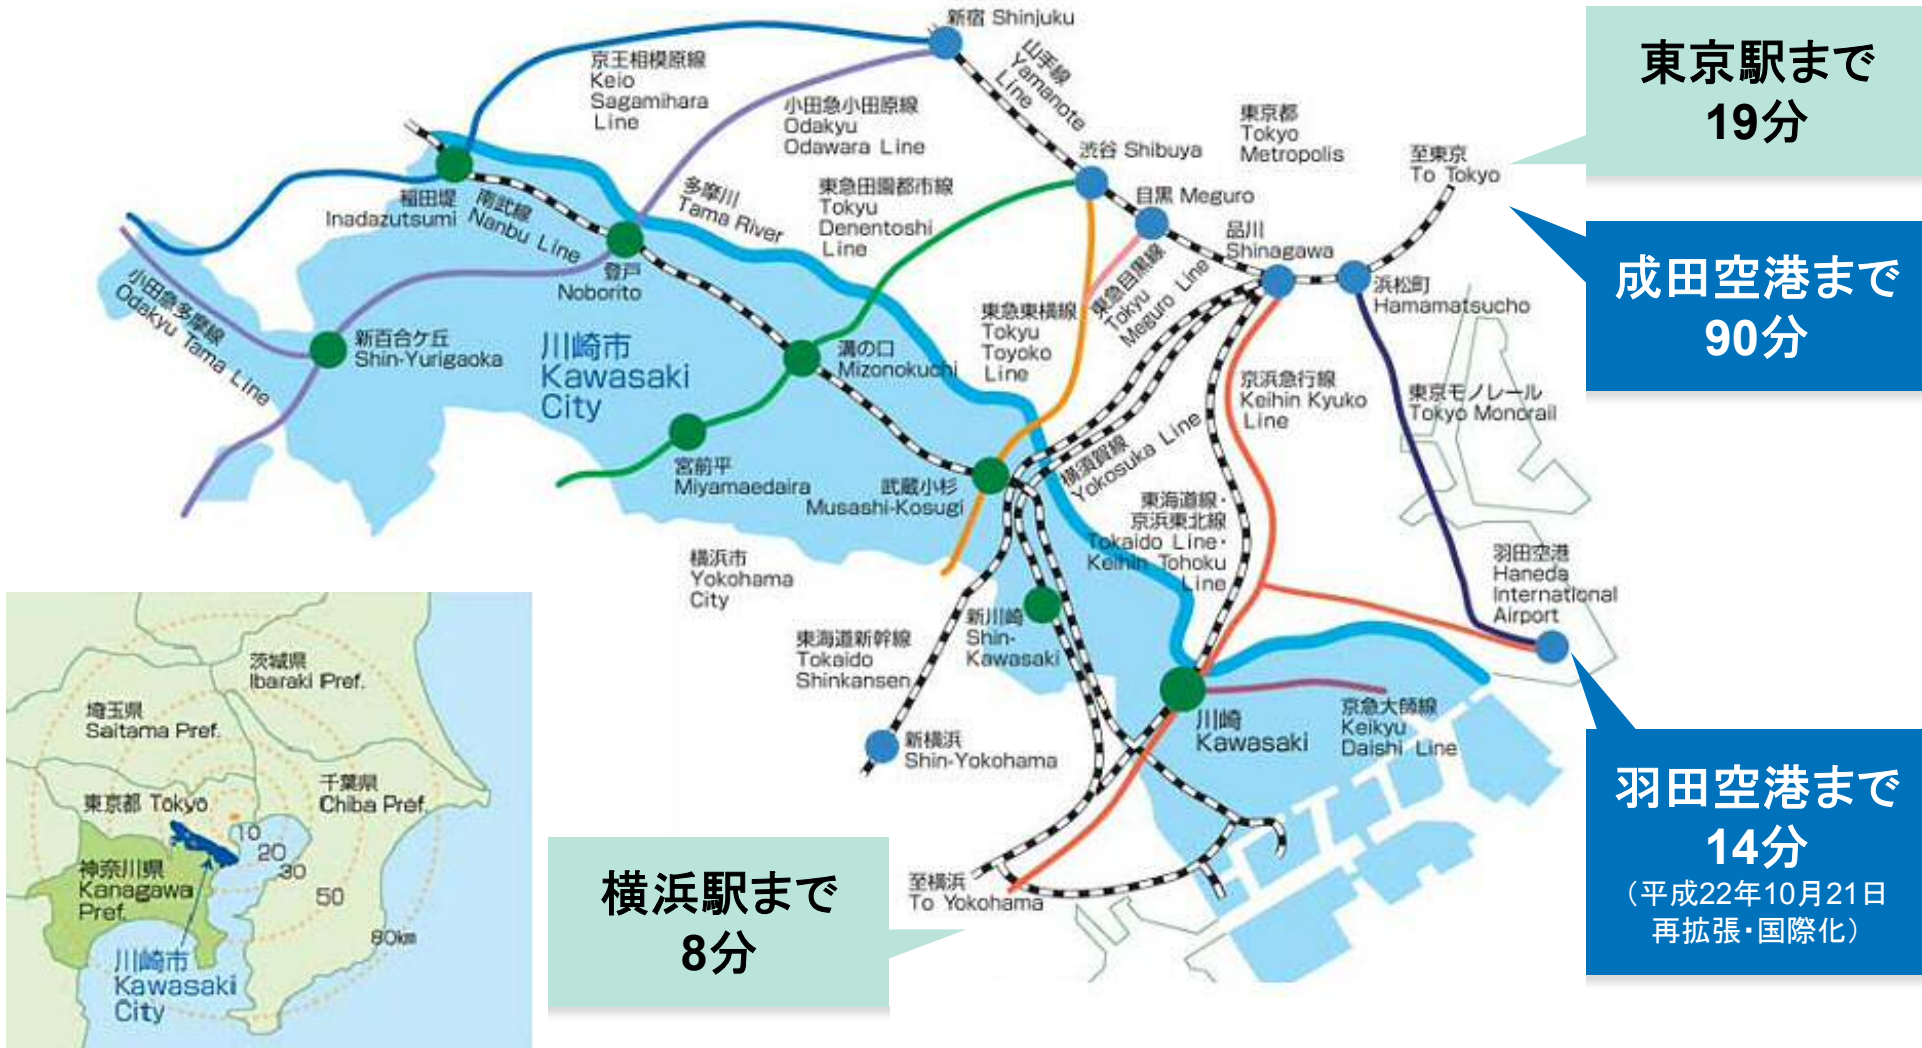 新宿 Shinjuku
山手線
Yamanote
Line
京王相模原線
Keio
Sagamihara
Line
小田急小田原線
Odakyu
Odawara Line
東京都
Tokyo
Metropolis
東京駅まで
19分
至東京
To Tokyo
渋谷 Shibuya
目黒 Meguro
品川
Shinagawa
浜松町
Hamamatsucho
成田空港まで
90分
稲田堤
Inadazutsumi
南武線
Nanbu Line
多摩川
Tama River
東急田園都市線
Tokyu
Denentoshi
Line
登戸
Noborito
小田急多摩線
Odakyu Tama Line
新百合ケ丘
Shin-Yurigaoka
川崎市
Kawasaki
City
溝の口
Mizonokuchi
東急東横線
Tokyu
Toyoko
Line
東急目黒線
Tokyu
Meguro Line
京浜急行線
Keihin Kyuko
Line
東京モノレール
Tokyo Monorail
宮前平
Miyamaedaira
武蔵小杉
Musashi-Kosugi
横須賀線
Yokosuka Line
東海道線・
京浜東北線
Tokaido Line・
Keihin Tohoku
Line
羽田空港
Haneda
International
Airport
横浜市
Yokohama
City
新川崎
Shin-
Kawasaki
東海道新幹線
Tokaido
Shinkansen
新横浜
Shin-Yokohama
川崎
Kawasaki
京急大師線
Keikyu
Daishi Line
羽田空港まで
14分
（平成22年10月21日
再拡張・国際化）
至横浜
To Yokohama
横浜駅まで
8分
茨城県
Ibaraki Pref.
埼玉県
Saitama Pref.
千葉県
Chiba Pref.
東京都 Tokyo
10
20
30
50
80km
神奈川県
Kanagawa
Pref.
川崎市
Kawasaki
City